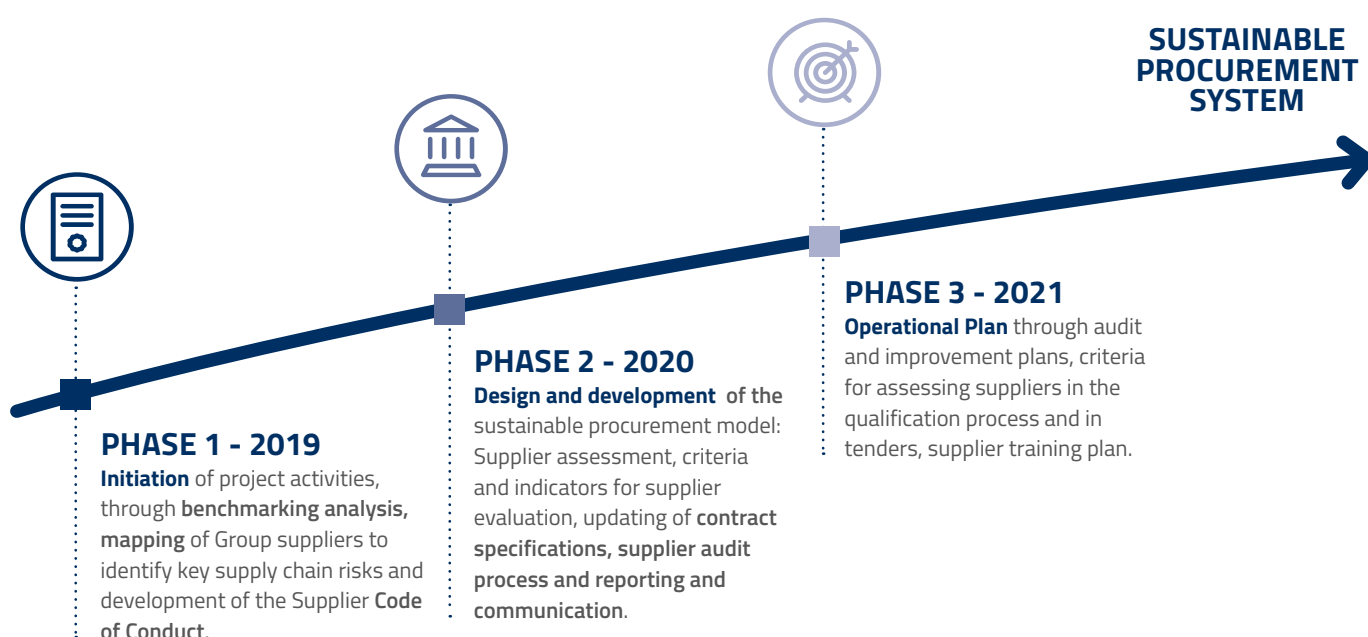 SUSTAINABLE
PROCUREMENT
SYSTEM
PHASE 1 - 2019
Initiation of project activities,
through benchmarking analysis,
mapping of Group suppliers to
identify key supply chain risks and
development of the Supplier Code
of Conduct.
PHASE 2 - 2020
Design and development of the
sustainable procurement model:
Supplier assessment, criteria
and indicators for supplier
evaluation, updating of contract
specifications, supplier audit
process and reporting and
communication.
PHASE 3 - 2021
Operational Plan through audit
and improvement plans, criteria
for assessing suppliers in the
qualification process and in
tenders, supplier training plan.